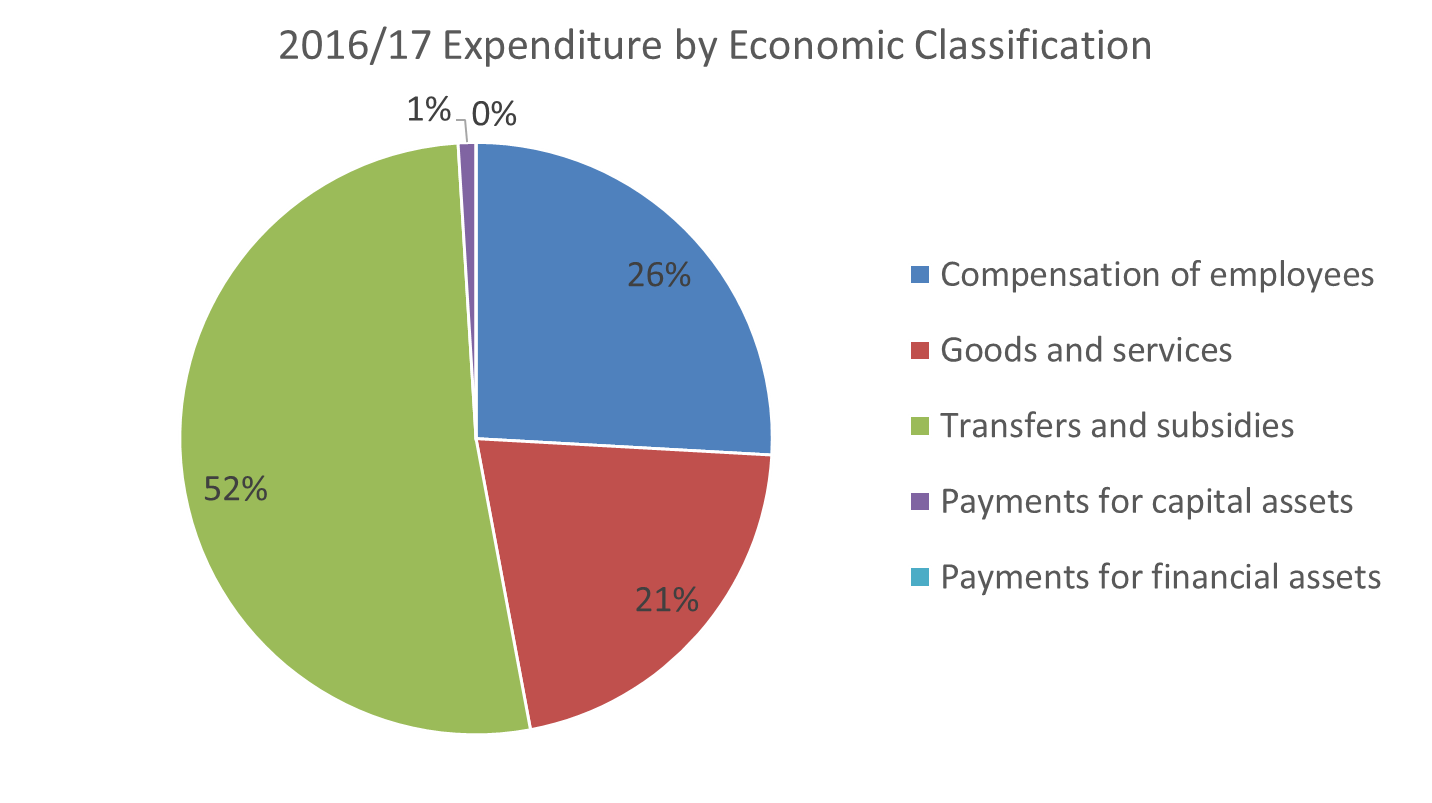 2016/17 Expenditure by Economic Classification
1% 0%
26%
52%
21%
Compensation of employees
Goods and services
Transfers and subsidies
Payments for capital assets
Payments for financial assets